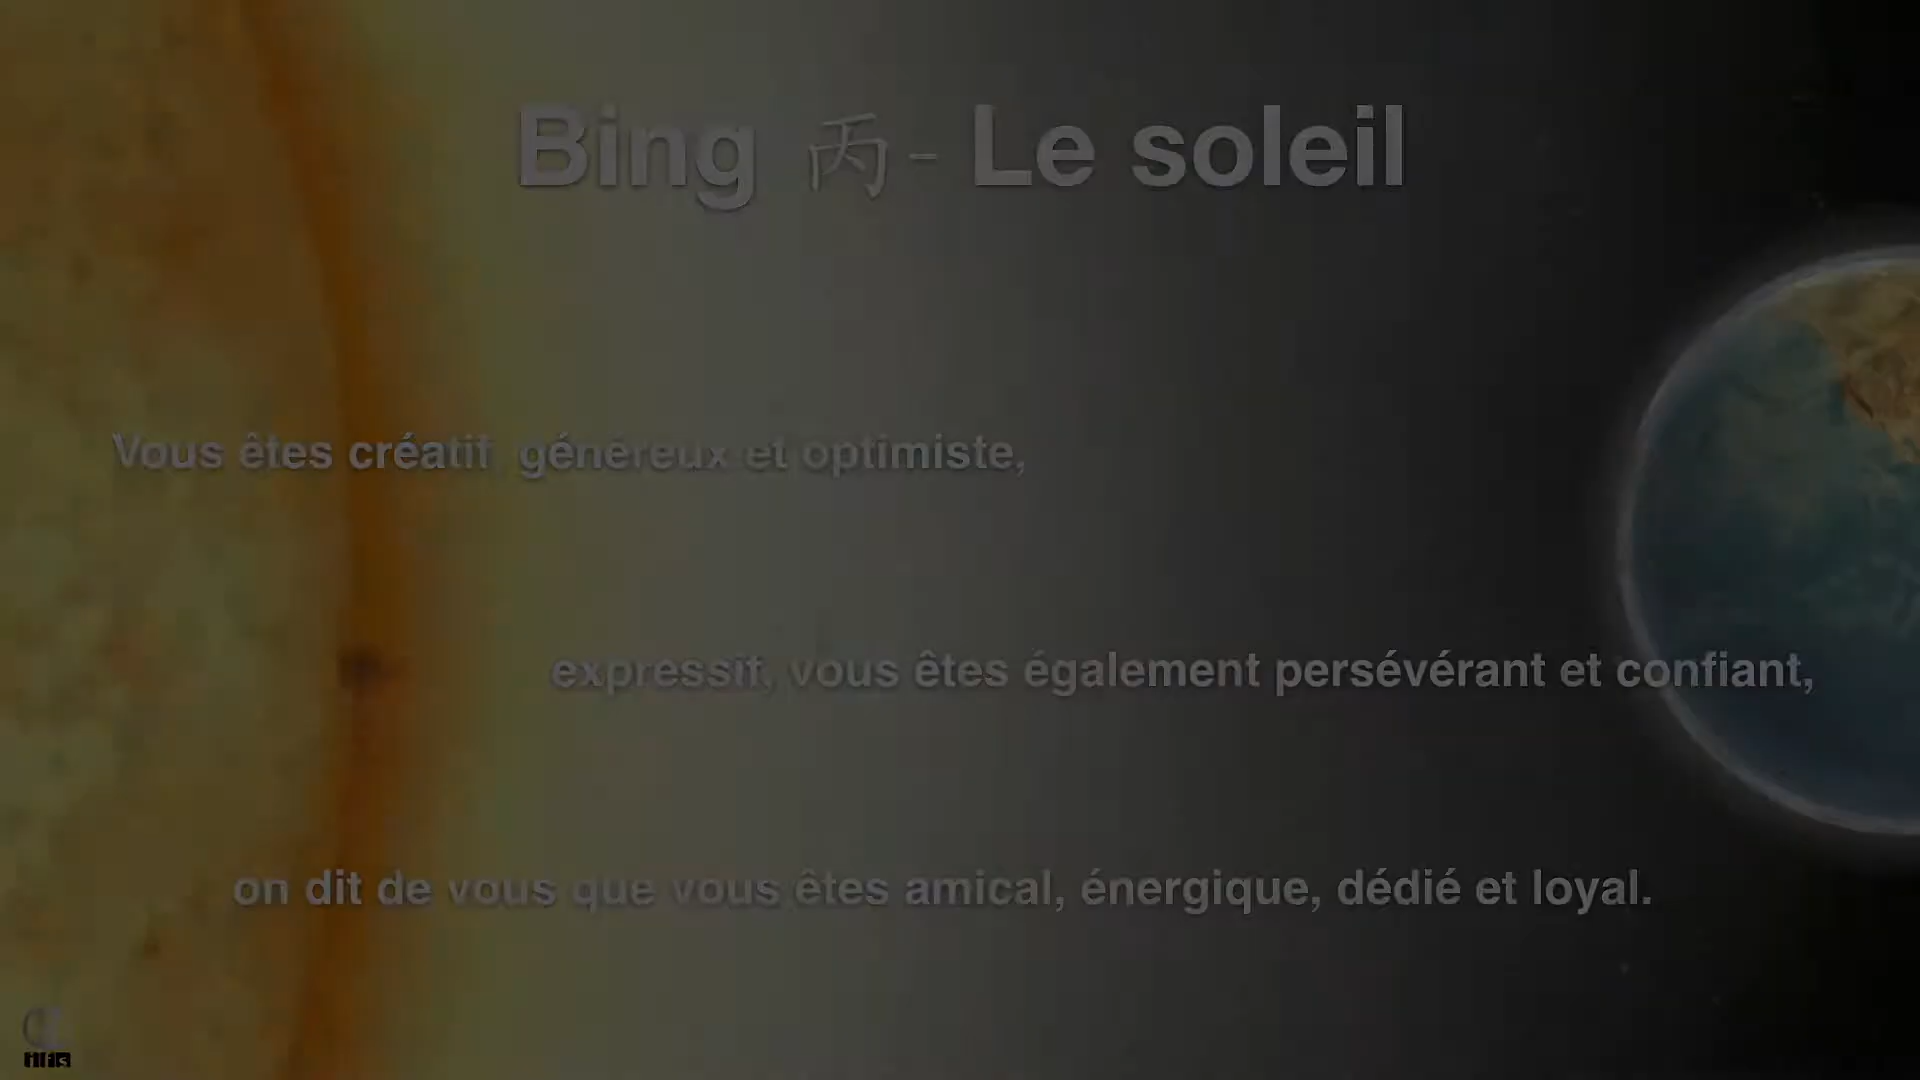 Bing 丙 - Le soleil
Vous êtes créatif, généreux et optimiste,
expressif, vous êtes également persévérant et confiant,
on dit de vous que vous êtes amical, énergique, dédié et loyal.